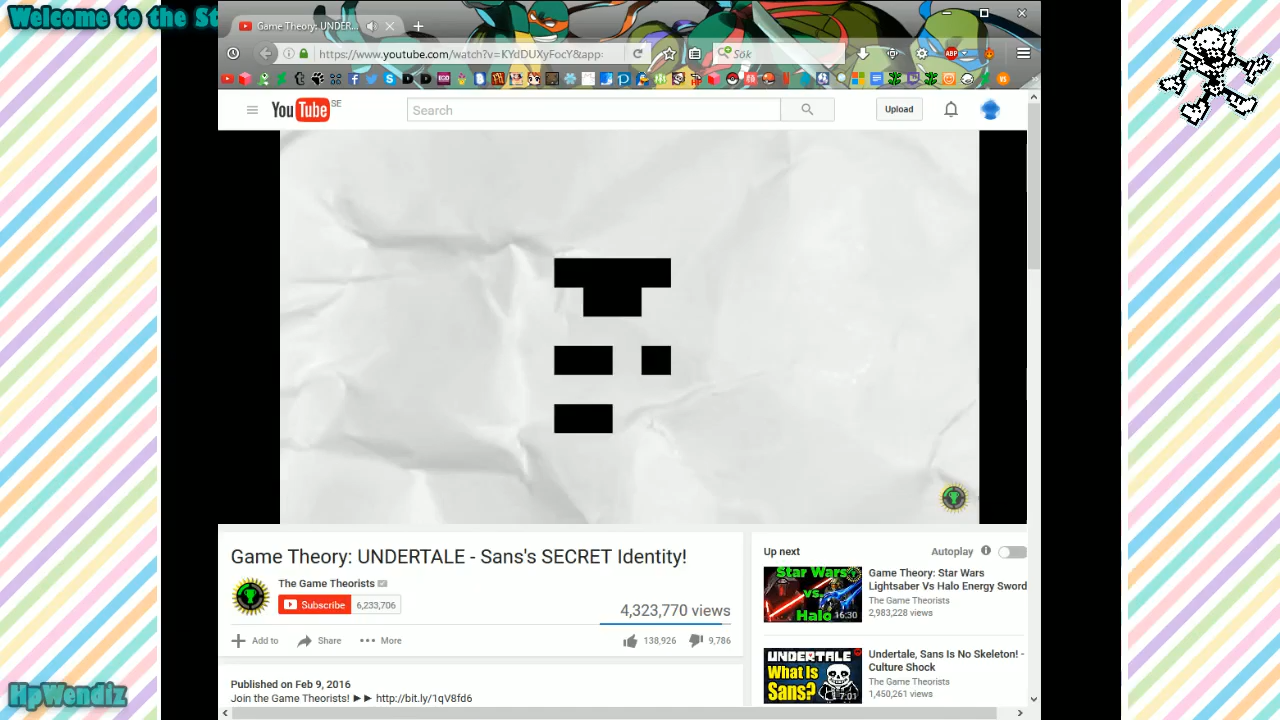 Welcome to the St
Game Theory: UNDER...
https://www.youtube.com/watch?v=KYdDUXyFocY&app:
Sök
ABP
YouTube SE
Search
Upload
Game Theory: UNDERTALE - Sans's SECRET Identity!
The Game Theorists
Subscribe 6,233,706
4,323,770 views
Add to Share More
138,926 9,786
Published on Feb 9, 2016
Join the Game Theorists! ►► http://bit.ly/1qV8fd6
Up next
Autoplay
Star Wars
vs.
Halo
16:30
Game Theory: Star Wars
Lightsaber Vs Halo Energy Sword
The Game Theorists
2,983,228 views
UNDERTALE
What Is
Sans?
17:01
Undertale, Sans Is No Skeleton! -
Culture Shock
The Game Theorists
1,450,261 views
HpWendiz